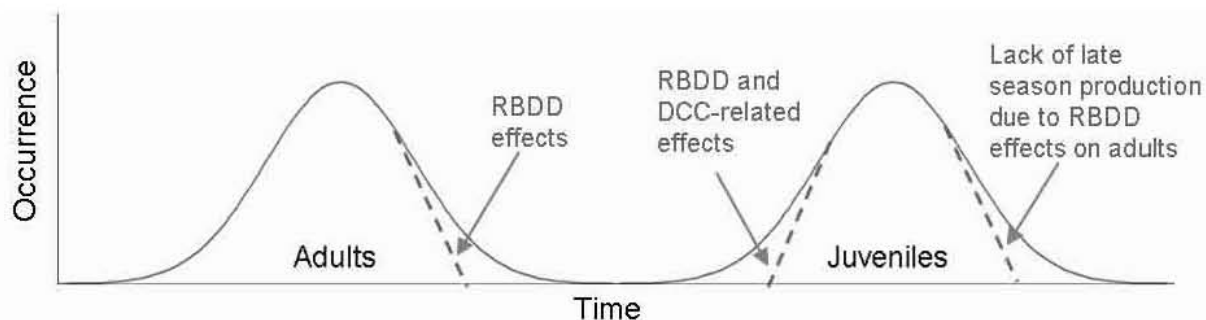 Occurrence
Adults
RBDD
effects
RBDD and
DCC-related
effects
Juveniles
Lack of late
season production
due to RBDD
effects on adults
Time